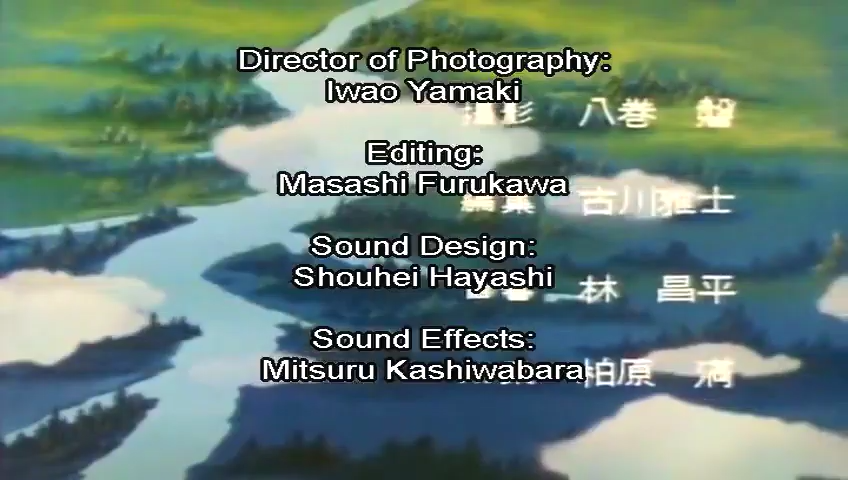 Director of Photography:
Iwao Yamaki
撮影 八巻 磐
Editing:
Masashi Furukawa
編集 古川雅士
Sound Design:
Shouhei Hayashi
林 昌平
Sound Effects:
Mitsuru Kashiwabara
柏原 満